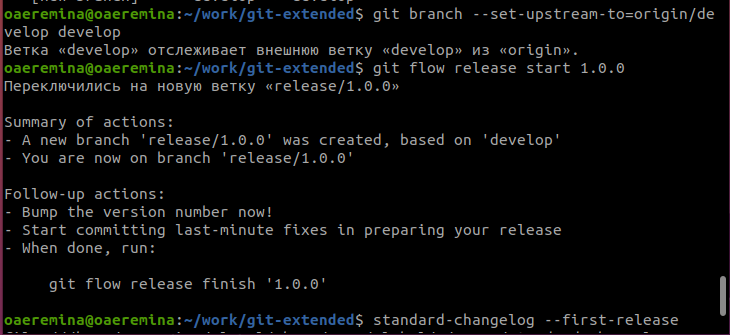 oaeremina@oaeremina:~/work/git-extended$ git branch --set-upstream-to=origin/de
velop develop
Ветка «develop» отслеживает внешнюю ветку «develop» из «origin».
oaeremina@oaeremina:~/work/git-extended$ git flow release start 1.0.0
Переключились на новую ветку «release/1.0.0»
Summary of actions:
- A new branch 'release/1.0.0' was created, based on 'develop'
- You are now on branch 'release/1.0.0'
Follow-up actions:
- Bump the version number now!
- Start committing last-minute fixes in preparing your release
- When done, run:
git flow release finish '1.0.0'
oaeremina@oaeremina:~/work/git-extended$ standard-changelog --first-release